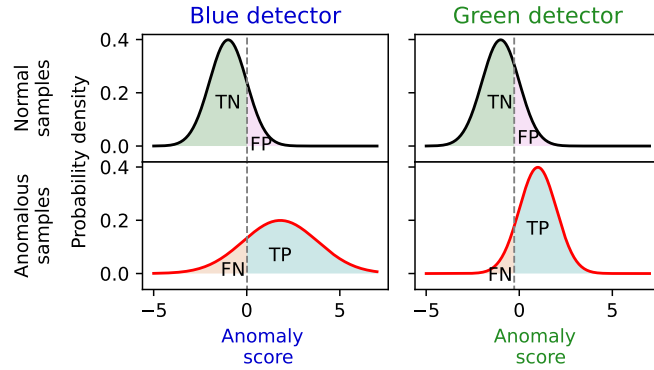 Blue detector
Green detector
Normal
samples
Anomalous
samples
Probability density
0.4
0.2
0.0
0.4
0.2
0.0
TN
FP
TN
FP
FN
TP
FN
TP
−5
0
5
−5
0
5
Anomaly
score
Anomaly
score